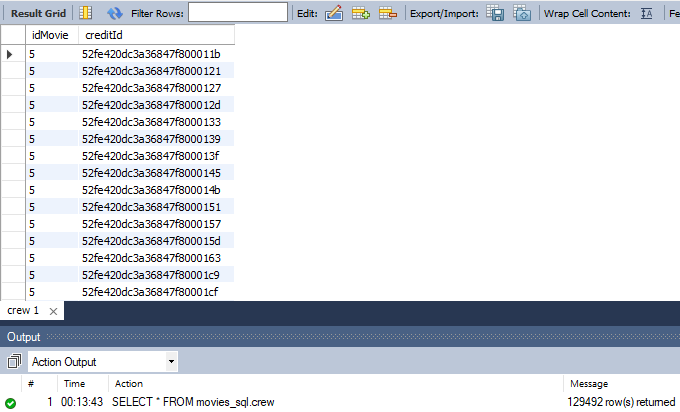 Result Grid Filter Rows: Edit: Export/Import: Wrap Cell Content: IA Fe
idMovie creditId
5 52fe420dc3a36847f800011b
5 52fe420dc3a36847f8000121
5 52fe420dc3a36847f8000127
5 52fe420dc3a36847f800012d
5 52fe420dc3a36847f8000133
5 52fe420dc3a36847f8000139
5 52fe420dc3a36847f800013f
5 52fe420dc3a36847f8000145
5 52fe420dc3a36847f800014b
5 52fe420dc3a36847f8000151
5 52fe420dc3a36847f8000157
5 52fe420dc3a36847f800015d
5 52fe420dc3a36847f8000163
5 52fe420dc3a36847f80001c9
5 52fe420dc3a36847f80001cf
crew 1
Output
Action Output
# Time Action Message
1 00:13:43 SELECT * FROM movies_sql.crew 129492 row(s) returned